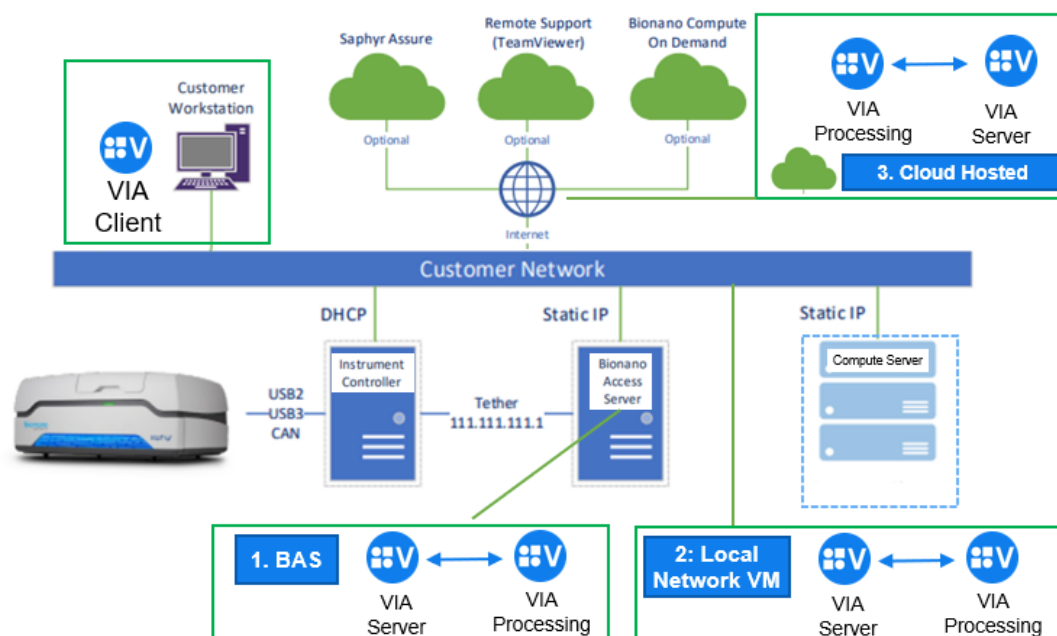 Saphyr Assure
Remote Support
(TeamViewer)
Bionano Compute
On Demand
Optional
Optional
Optional
Internet
Customer
Workstation
V
VIA
Client
V
VIA
Processing
V
VIA
Server
3. Cloud Hosted
Customer Network
DHCP
Static IP
Static IP
Instrument
Controller
Bionano
Access
Server
Compute Server
USB2
USB3
CAN
Tether
111.111.111.1
1. BAS
V
VIA
Server
V
VIA
Processing
2: Local
Network VM
V
VIA
Server
V
VIA
Processing